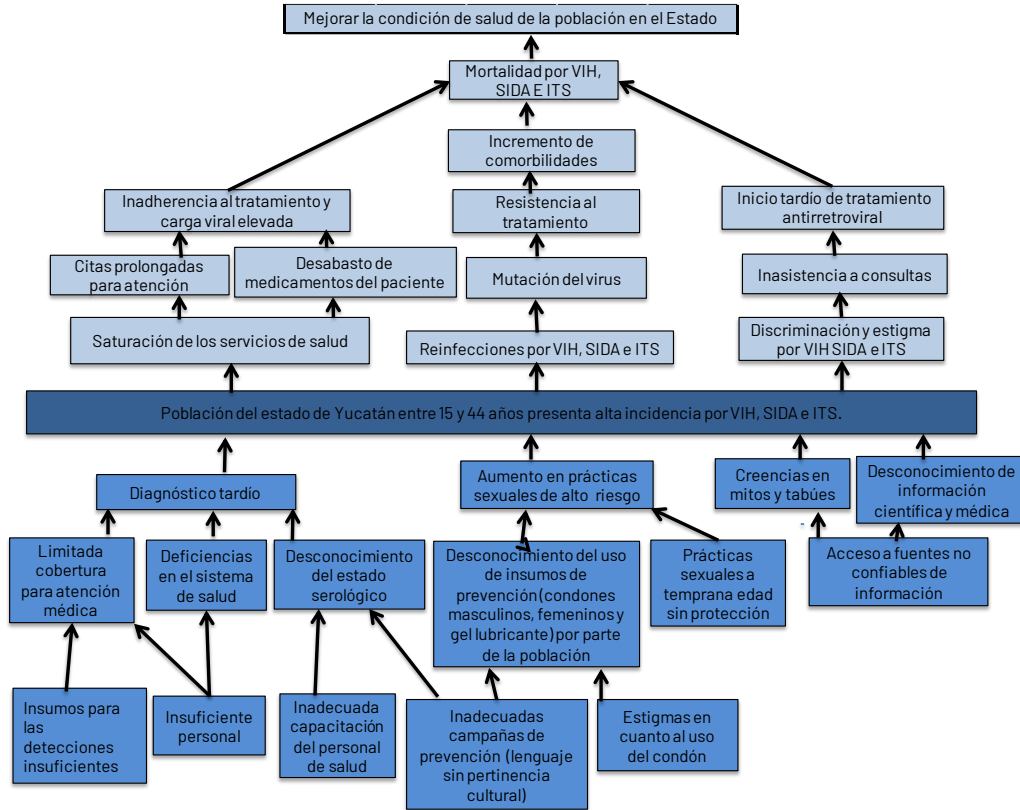 Mejorar la condición de salud de la población en el Estado
Mortalidad por VIH,
SIDA E ITS
Incremento de
comorbilidades
Inadherencia al tratamiento y
carga viral elevada
Resistencia al
tratamiento
Inicio tardío de tratamiento
antirretroviral
Citas prolongadas
para atención
Desabasto de
medicamentos del paciente
Mutación del virus
Inasistencia a consultas
Saturación de los servicios de salud
Reinfecciones por VIH, SIDA e ITS
Discriminación y estigma
por VIH SIDA e ITS
Población del estado de Yucatán entre 15 y 44 años presenta alta incidencia por VIH, SIDA e ITS.
Diagnóstico tardío
Aumento en prácticas
sexuales de alto riesgo
Creencias en
mitos y tabúes
Desconocimiento de
información
científica y médica
Limitada
cobertura
para atención
médica
Deficiencias
en el sistema
de salud
Desconocimiento
del estado
serológico
Desconocimiento del uso
de insumos de
prevención (condones
masculinos, femeninos y
gel lubricante) por parte
de la población
Prácticas
sexuales a
temprana edad
sin protección
Acceso a fuentes no
confiables de
información
Insumos para
las
detecciones
insuficientes
Insuficiente
personal
Inadecuada
capacitación
del personal
de salud
Inadecuadas
campañas de
prevención (lenguaje
sin pertinencia
cultural)
Estigmas en
cuanto al uso
del condón